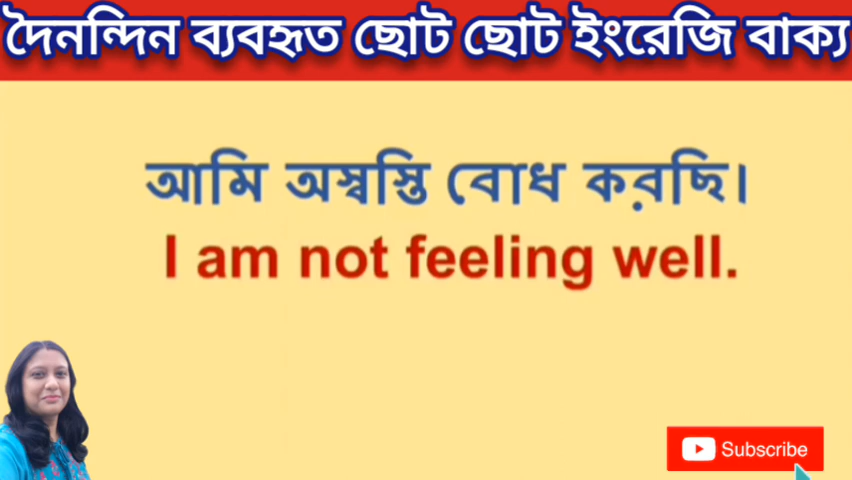 দৈনন্দিন ব্যবহৃত ছোট ছোট ইংরেজি বাক্য
আমি অস্বস্তি বোধ করছি।
I am not feeling well.
Subscribe